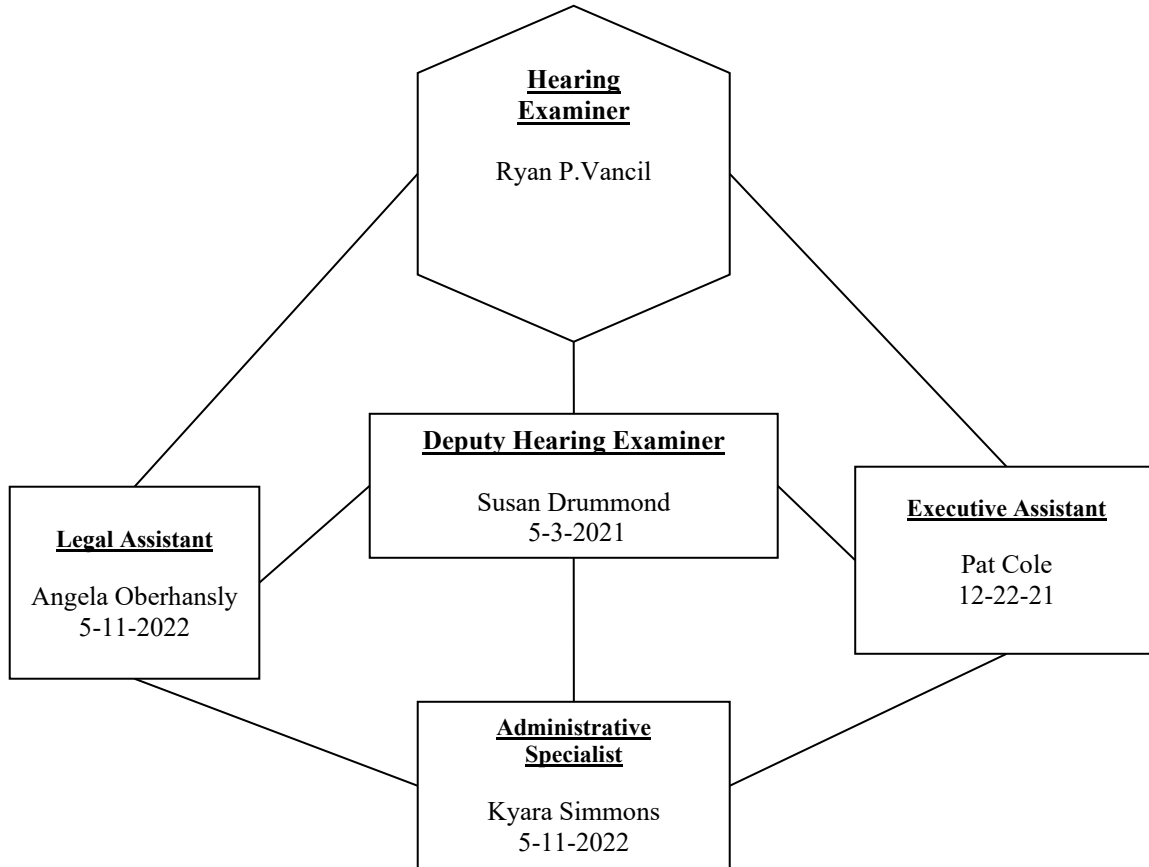 Hearing
Examiner
Ryan P.Vancil
Deputy Hearing Examiner
Susan Drummond
5-3-2021
Legal Assistant
Angela Oberhansly
5-11-2022
Executive Assistant
Pat Cole
12-22-21
Administrative
Specialist
Kyara Simmons
5-11-2022